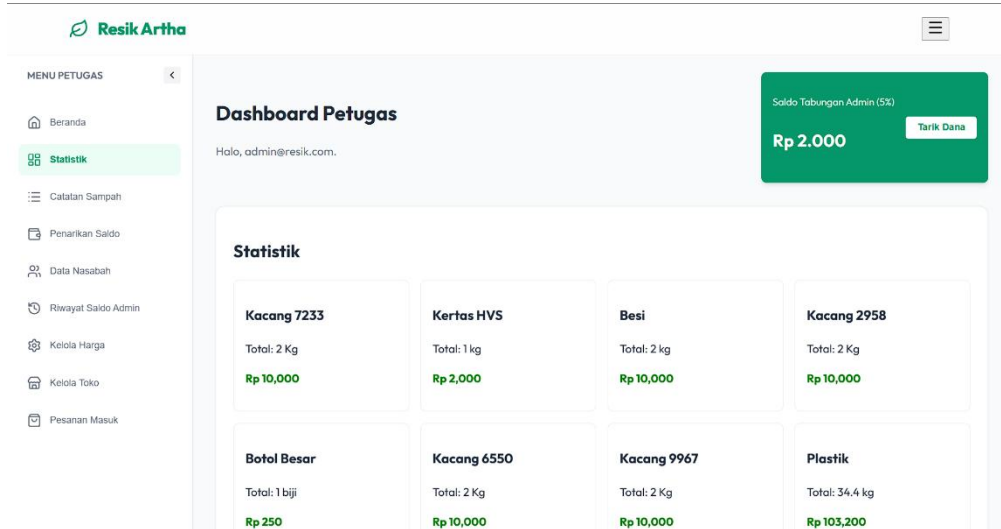 Resik Artha
MENU PETUGAS
Beranda
Statistik
Catatan Sampah
Penarikan Saldo
Data Nasabah
Riwayat Saldo Admin
Kelola Harga
Kelola Toko
Pesanan Masuk
Dashboard Petugas
Halo, admin@resik.com.
Saldo Tabungan Admin (5%)
Rp 2.000
Tarik Dana
Statistik
Kacang 7233
Total: 2 Kg
Rp 10,000
Kertas HVS
Total: 1 kg
Rp 2,000
Besi
Total: 2 kg
Rp 10,000
Kacang 2958
Total: 2 Kg
Rp 10,000
Botol Besar
Total: 1 biji
Rp 250
Kacang 6550
Total: 2 Kg
Rp 10,000
Kacang 9967
Total: 2 Kg
Rp 10,000
Plastik
Total: 34.4 kg
Rp 103,200